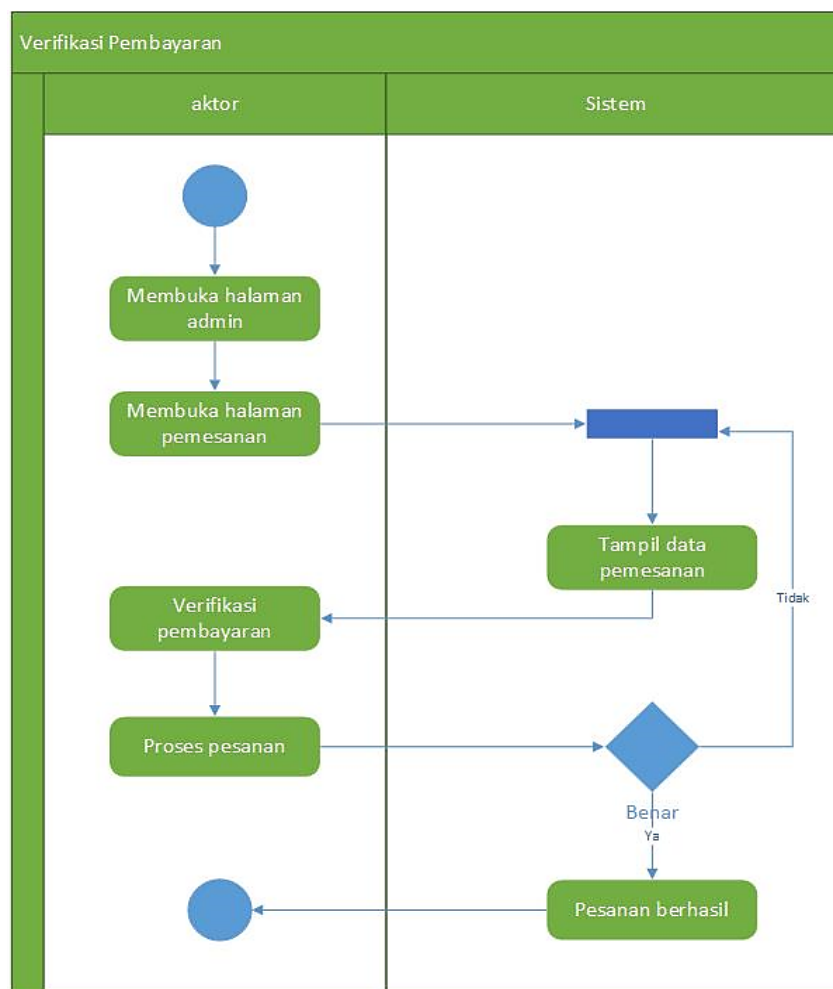 Verifikasi Pembayaran
aktor
Sistem
Membuka halaman
admin
Membuka halaman
pemesanan
Tampil data
pemesanan
Tidak
Verifikasi
pembayaran
Proses pesanan
Benar
Ya
Pesanan berhasil